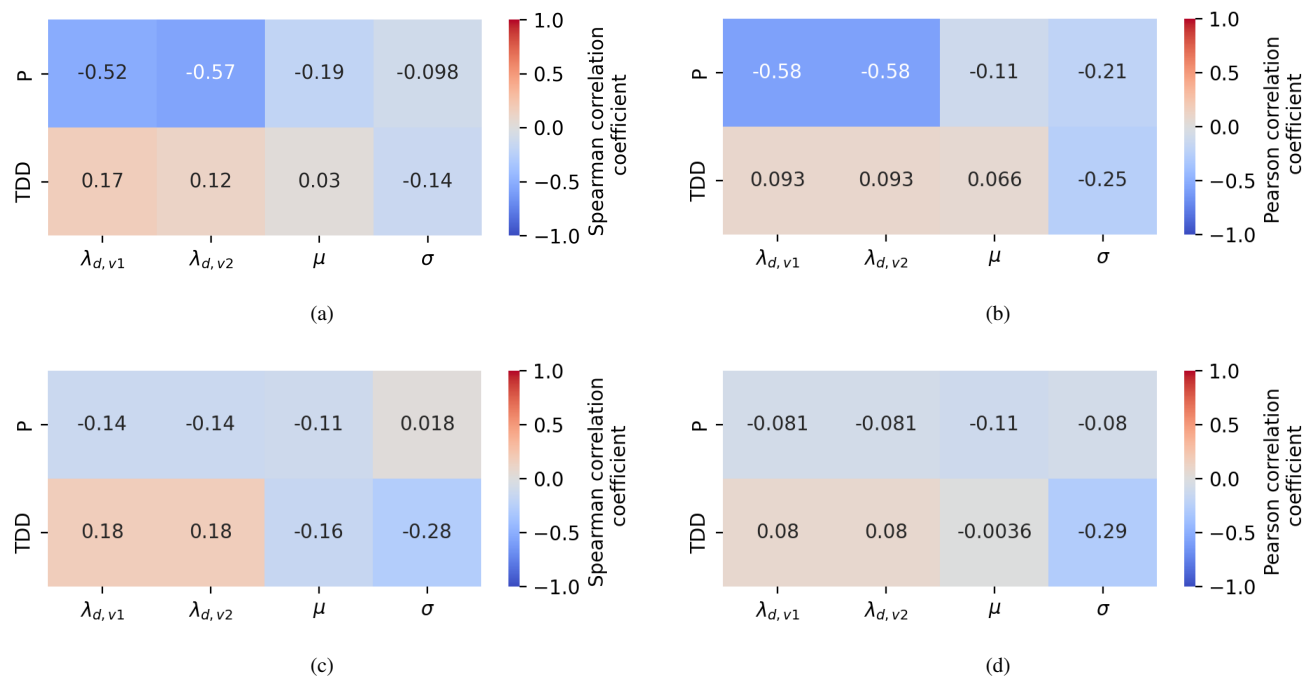 P
-0.52 -0.57 -0.19 -0.098
TDD
0.17 0.12 0.03 -0.14
λd,v1 λd,v2 μ σ
1.0
0.5
0.0
−0.5
−1.0
Spearman correlation
coefficient
(a)
P
-0.58 -0.58 -0.11 -0.21
TDD
0.093 0.093 0.066 -0.25
λd,v1 λd,v2 μ σ
1.0
0.5
0.0
−0.5
−1.0
Pearson correlation
coefficient
(b)
P
-0.14 -0.14 -0.11 0.018
TDD
0.18 0.18 -0.16 -0.28
λd,v1 λd,v2 μ σ
1.0
0.5
0.0
−0.5
−1.0
Spearman correlation
coefficient
(c)
P
-0.081 -0.081 -0.11 -0.08
TDD
0.08 0.08 -0.0036 -0.29
λd,v1 λd,v2 μ σ
1.0
0.5
0.0
−0.5
−1.0
Pearson correlation
coefficient
(d)